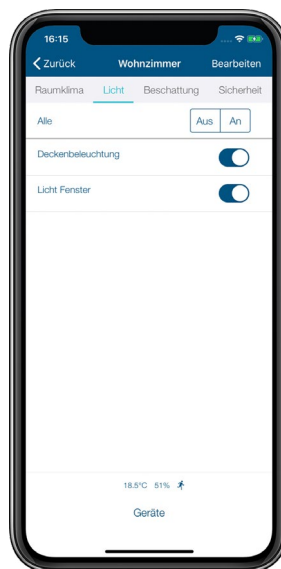 16:15
Zurück Wohnzimmer Bearbeiten
Raumklima Licht Beschattung Sicherheit
Alle Aus An
Deckenbeleuchtung
Licht Fenster
18.5°C 51%
Geräte